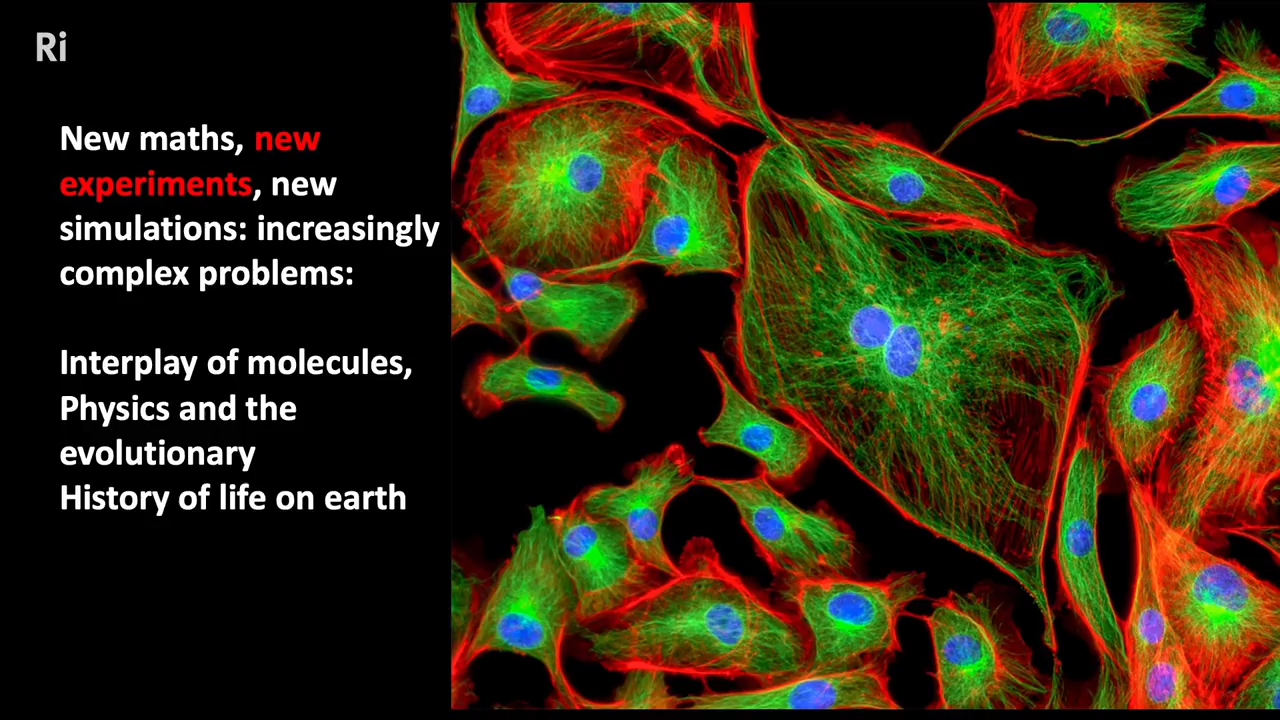 Ri
New maths, new
experiments, new
simulations: increasingly
complex problems:
Interplay of molecules,
Physics and the
evolutionary
History of life on earth